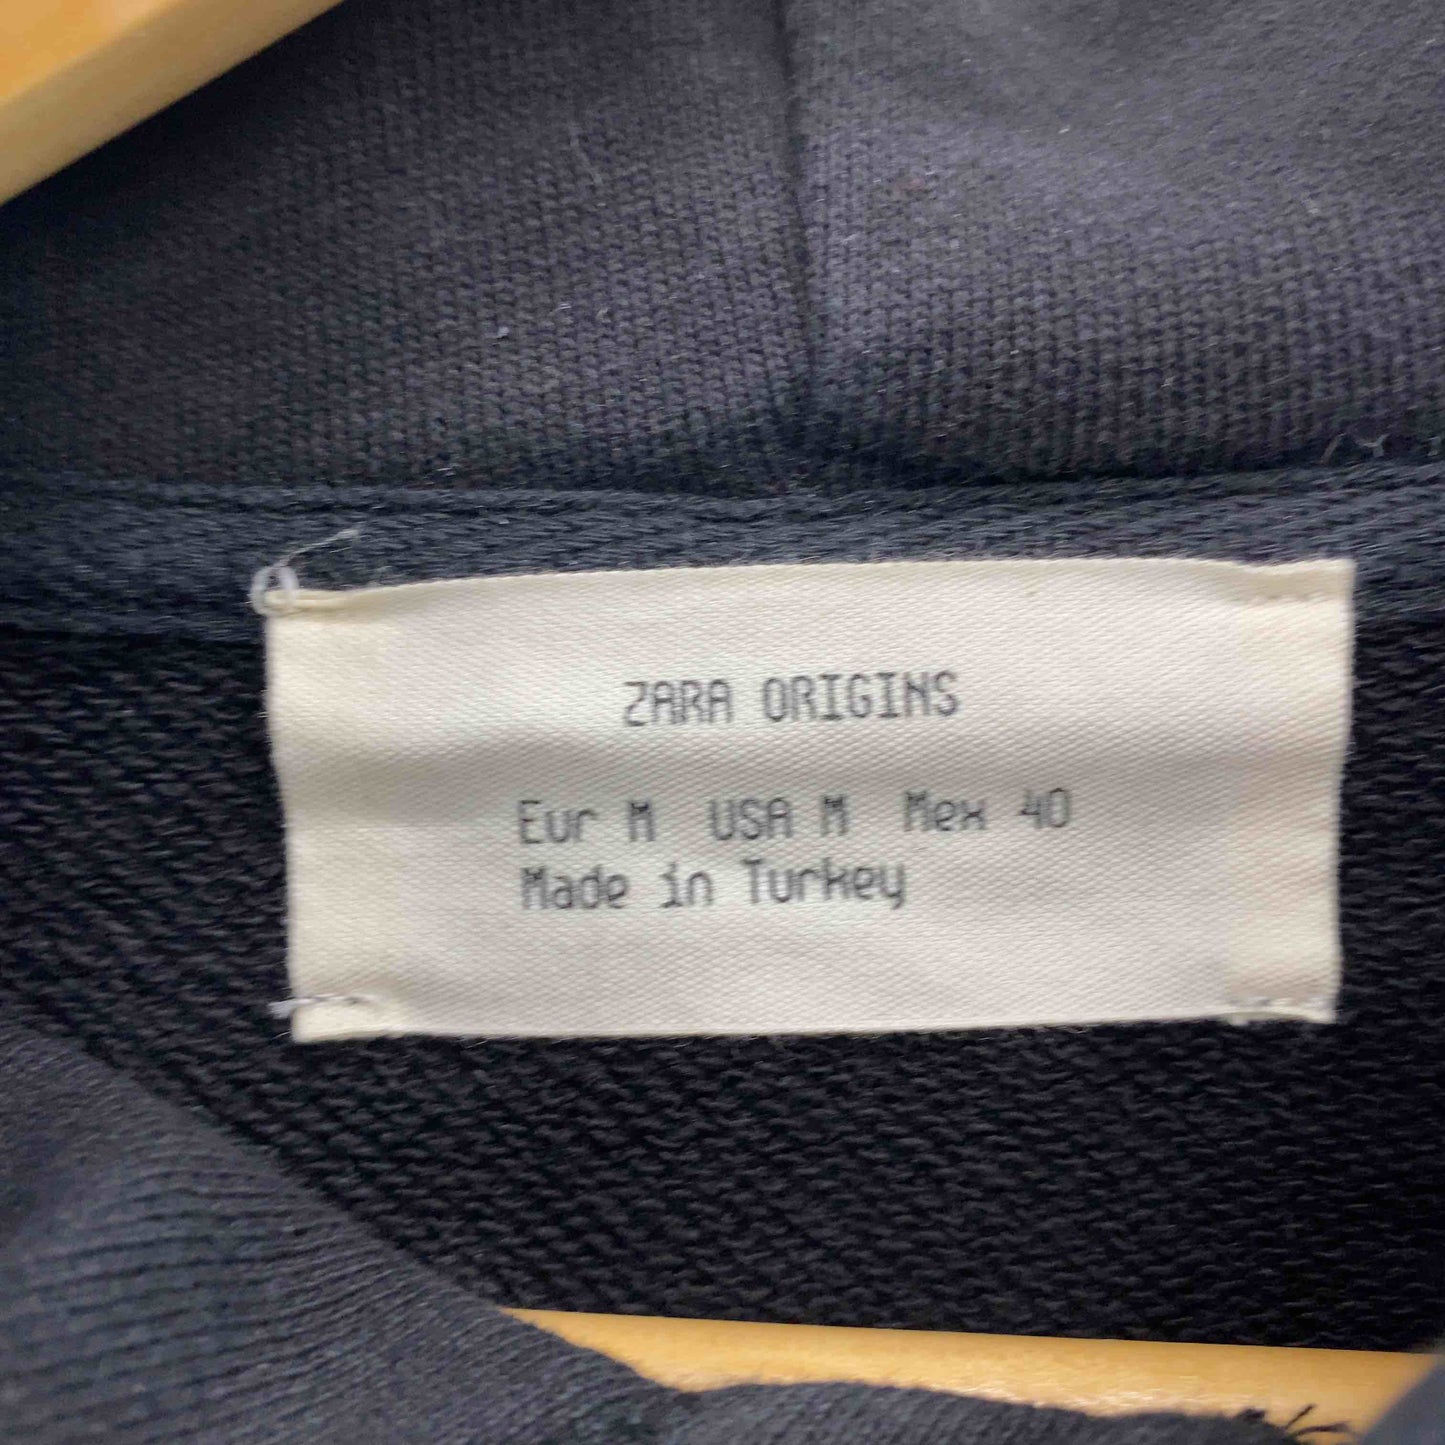 ZARA ORIGINS
Eur M USA M Mex 40
Made in Turkey